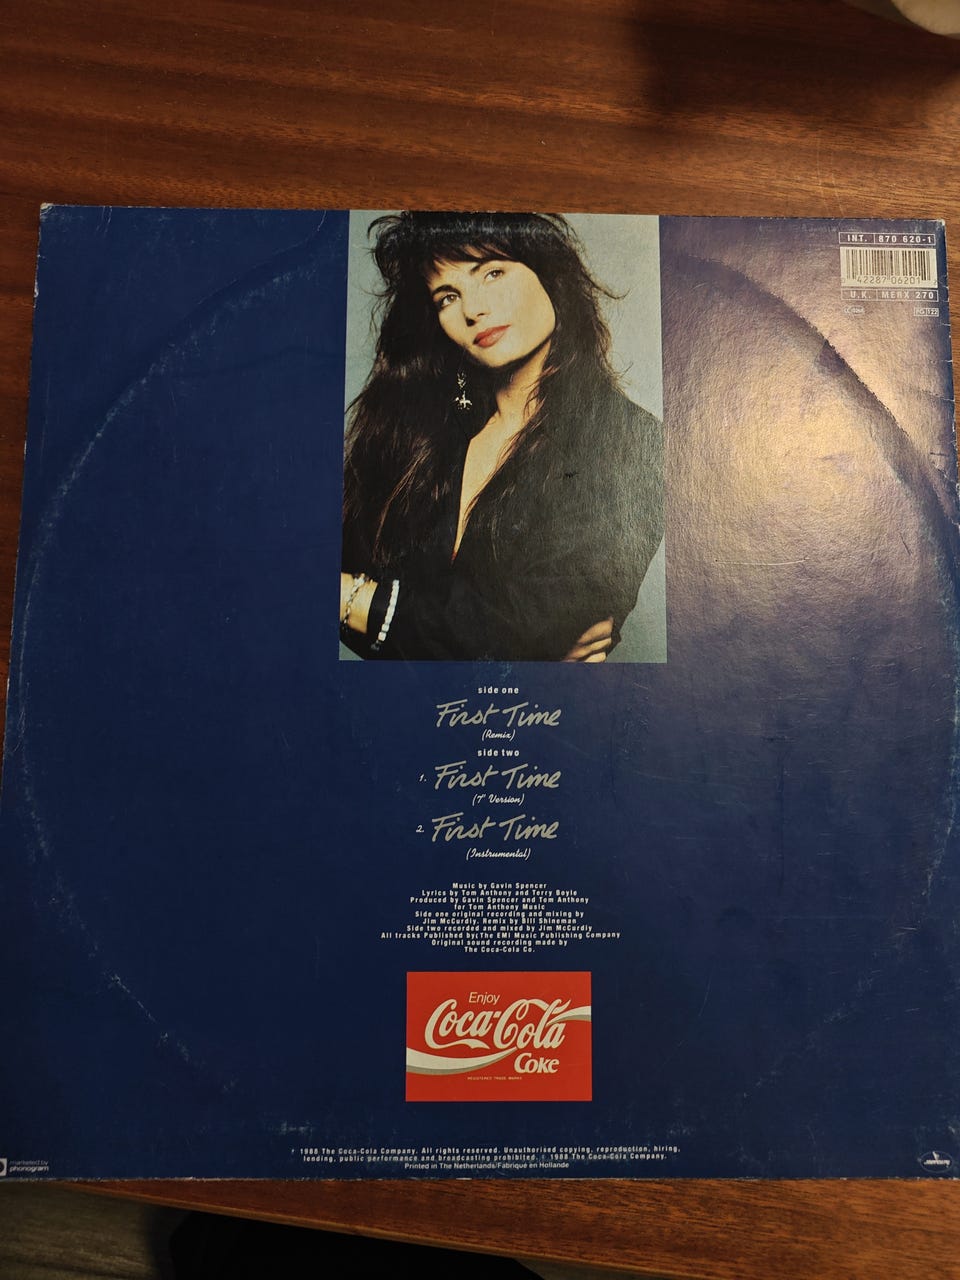 INT. 870 620-1
42287 06201
U.K. MERX 270
PG 122
side one
First Time
(Remix)
side two
1. First Time
(7" Version)
2. First Time
(Instrumental)
Music by Gavin Spencer
Lyrics by Tom Anthony and Terry Boyle
Produced by Gavin Spencer and Tom Anthony
for Tom Anthony Music
Side one original recording and mixing by
Jim McCurdiy. Remix by Bill Shineman
Side two recorded and mixed by Jim McCurdiy
All tracks Published by: The EMI Music Publishing Company
Original sound recording made by
The Coca-Cola Co.
Enjoy
Coca-Cola
Coke
REGISTERED TRADE MARKS
℗ 1988 The Coca-Cola Company. All rights reserved. Unauthorised copying, reproduction, hiring,
lending, public performance and broadcasting prohibited. © 1988 The Coca-Cola Company.
Printed in The Netherlands/Fabriqué en Hollande
marketed by
phonogram
mercury